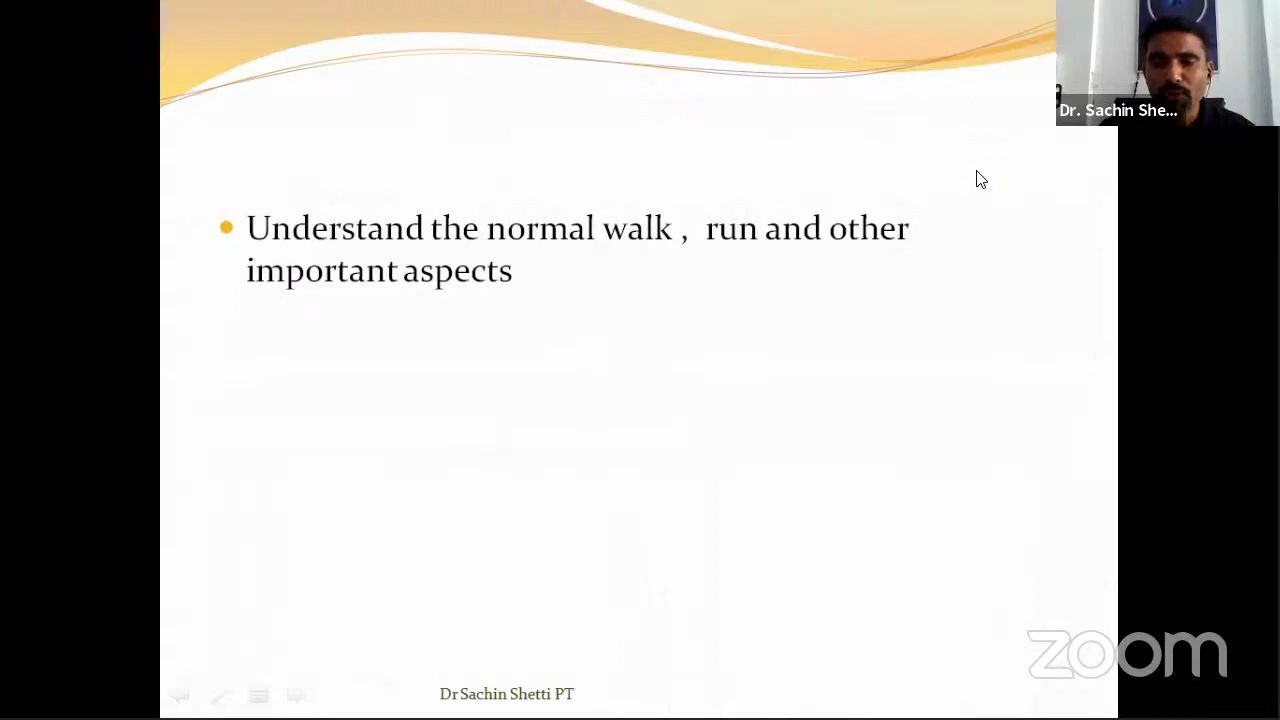 Dr. Sachin She...
Understand the normal walk , run and other
important aspects
zoom
Dr Sachin Shetti PT